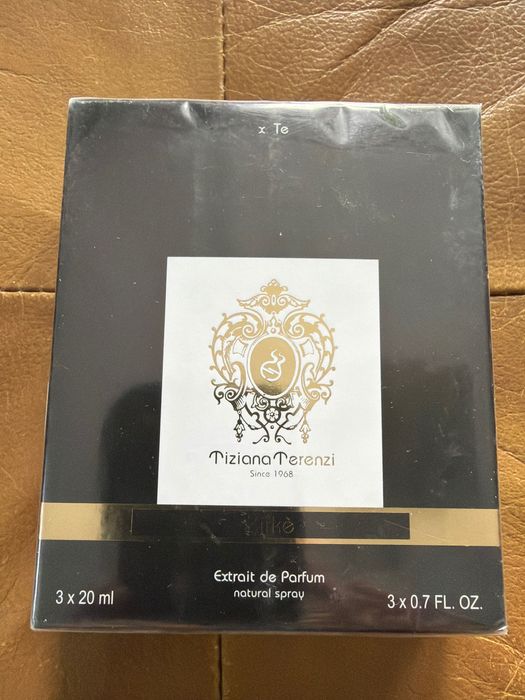 x Te
Tiziana Terenzi
Since 1968
Extrait de Parfum
natural spray
3 x 20 ml
3 x 0.7 FL. OZ.